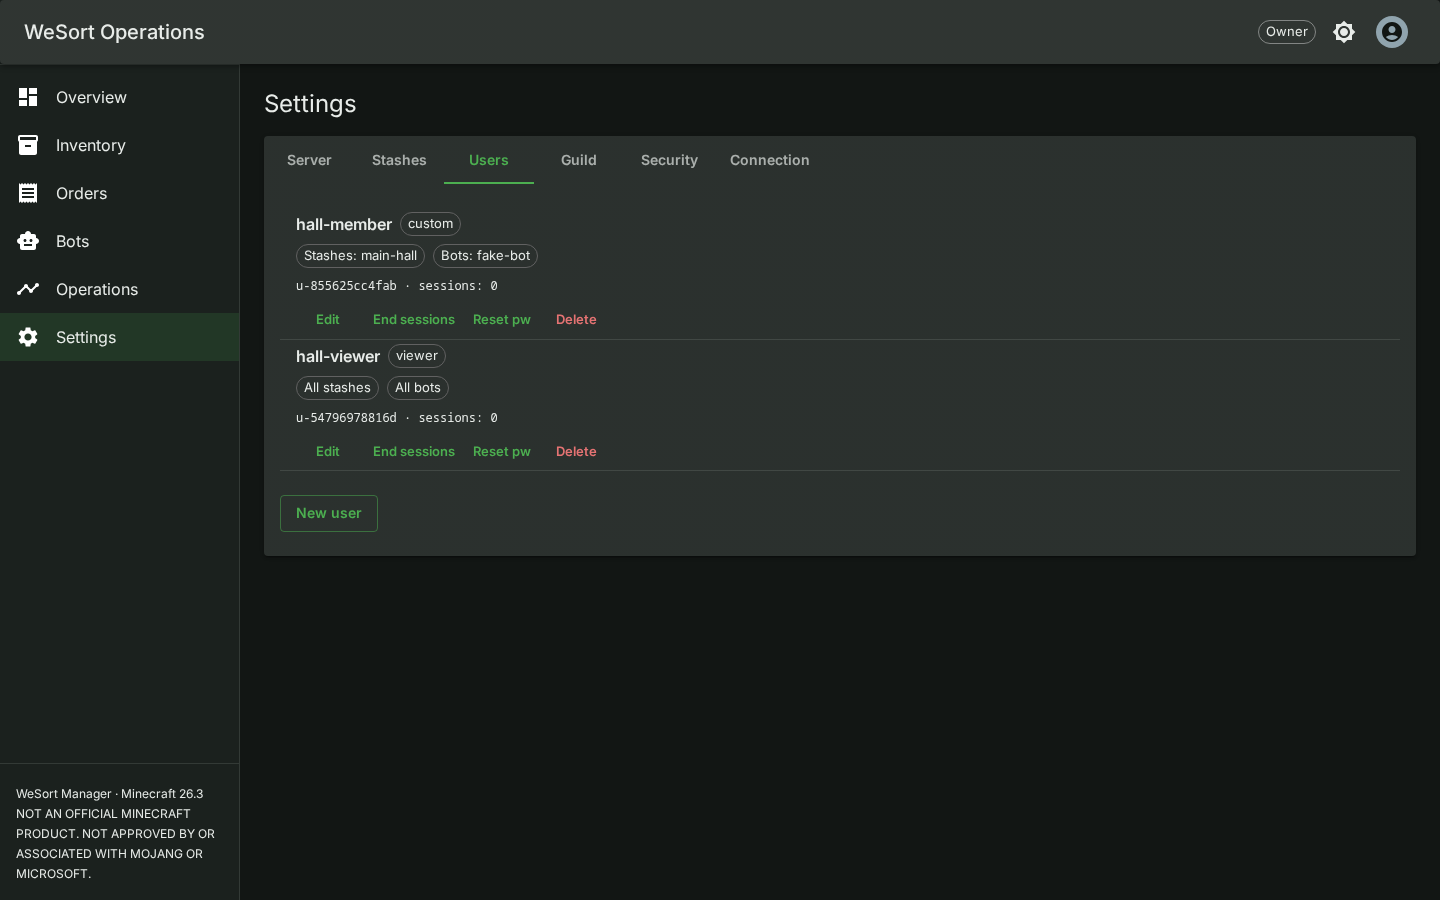 WeSort Operations
Owner
Overview
Inventory
Orders
Bots
Operations
Settings
Settings
Server Stashes Users Guild Security Connection
hall-member custom
Stashes: main-hall Bots: fake-bot
u-855625cc4fab · sessions: 0
Edit End sessions Reset pw Delete
hall-viewer viewer
All stashes All bots
u-54796978816d · sessions: 0
Edit End sessions Reset pw Delete
New user
WeSort Manager · Minecraft 26.3
NOT AN OFFICIAL MINECRAFT
PRODUCT. NOT APPROVED BY OR
ASSOCIATED WITH MOJANG OR
MICROSOFT.